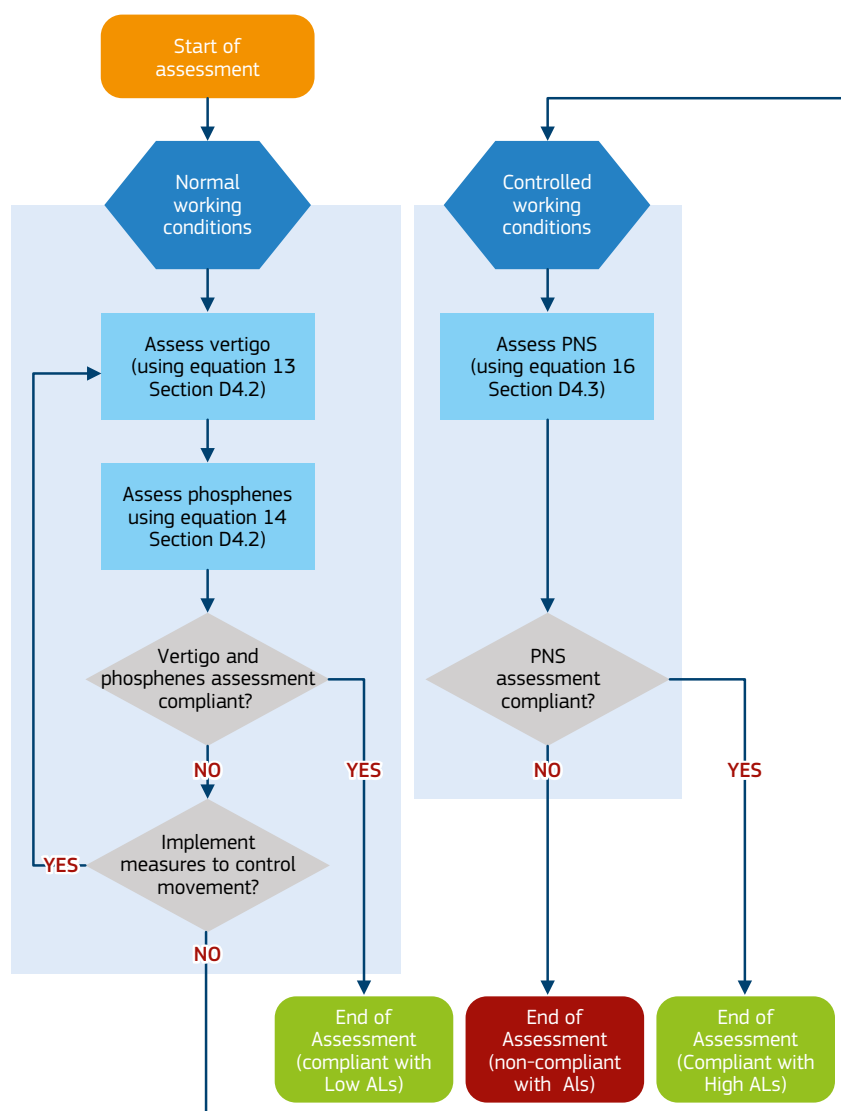 Start of
assessment
Normal
working
conditions
Assess vertigo
(using equation 13
Section D4.2)
Assess phosphenes
using equation 14
Section D4.2)
Vertigo and
phosphenes assessment
compliant?
NO
YES
Implement
measures to control
movement?
YES
NO
End of
Assessment
(compliant with
Low ALs)
Controlled
working
conditions
Assess PNS
(using equation 16
Section D4.3)
PNS
assessment
compliant?
NO
YES
End of
Assessment
(non-compliant
with Als)
End of
Assessment
(Compliant with
High ALs)